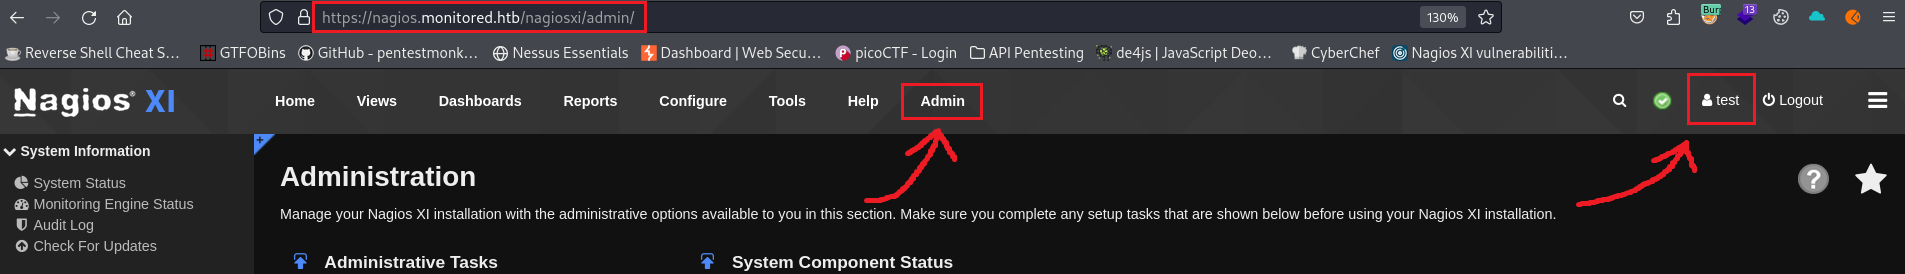 https://nagios.monitored.htb/nagiosxi/admin/ 130% Burp 13
Reverse Shell Cheat S… GTFOBins GitHub - pentestmonk… Nessus Essentials Dashboard | Web Secu… picoCTF - Login API Pentesting de4js | JavaScript Deo… CyberChef Nagios XI vulnerabiliti…
Nagios® XI Home Views Dashboards Reports Configure Tools Help Admin test Logout
System Information
System Status
Monitoring Engine Status
Audit Log
Check For Updates
Administration
Manage your Nagios XI installation with the administrative options available to you in this section. Make sure you complete any setup tasks that are shown below before using your Nagios XI installation.
Administrative Tasks System Component Status